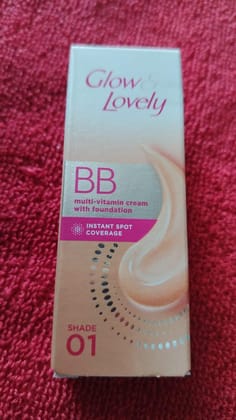 Glow &
Lovely
BB
multi-vitamin cream
with foundation
INSTANT SPOT
COVERAGE
SHADE
01